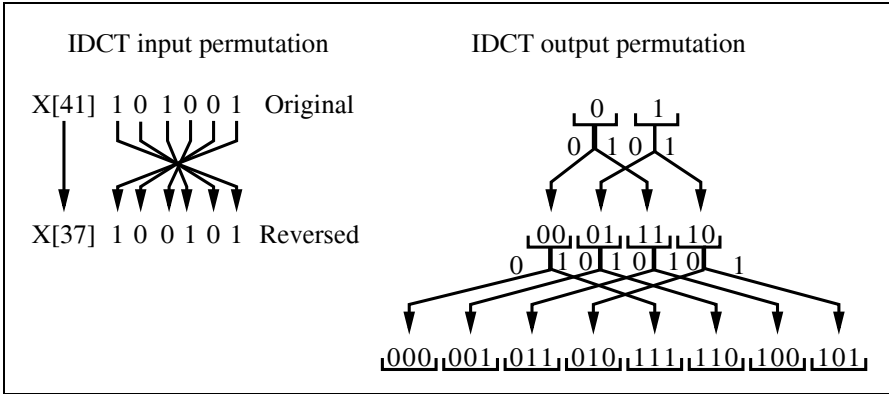 IDCT input permutation
IDCT output permutation
X[41] 1 0 1 0 0 1 Original
X[37] 1 0 0 1 0 1 Reversed
0 1
0 1 0 1
00 01 11 10
0 1 0 1 0 1 0 1
000 001 011 010 111 110 100 101